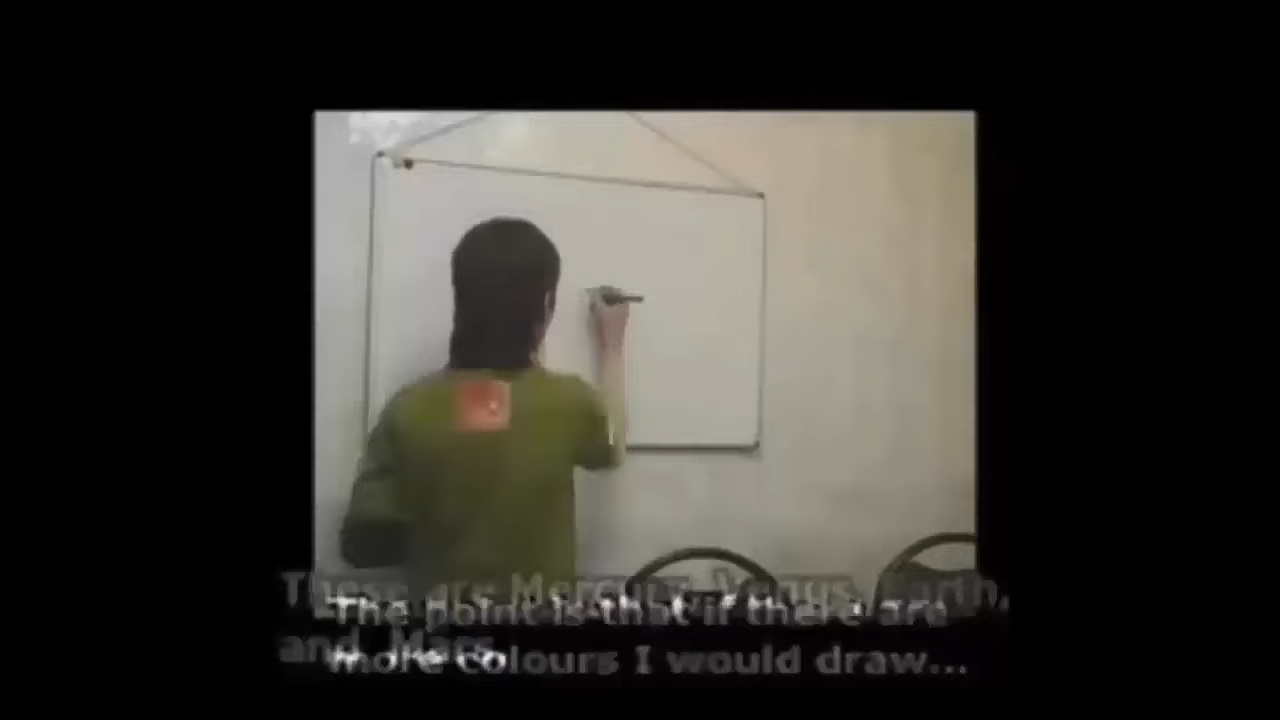 These are Mercury, Venus, Earth,
and Mars.
The point is that if there are
more colours I would draw...